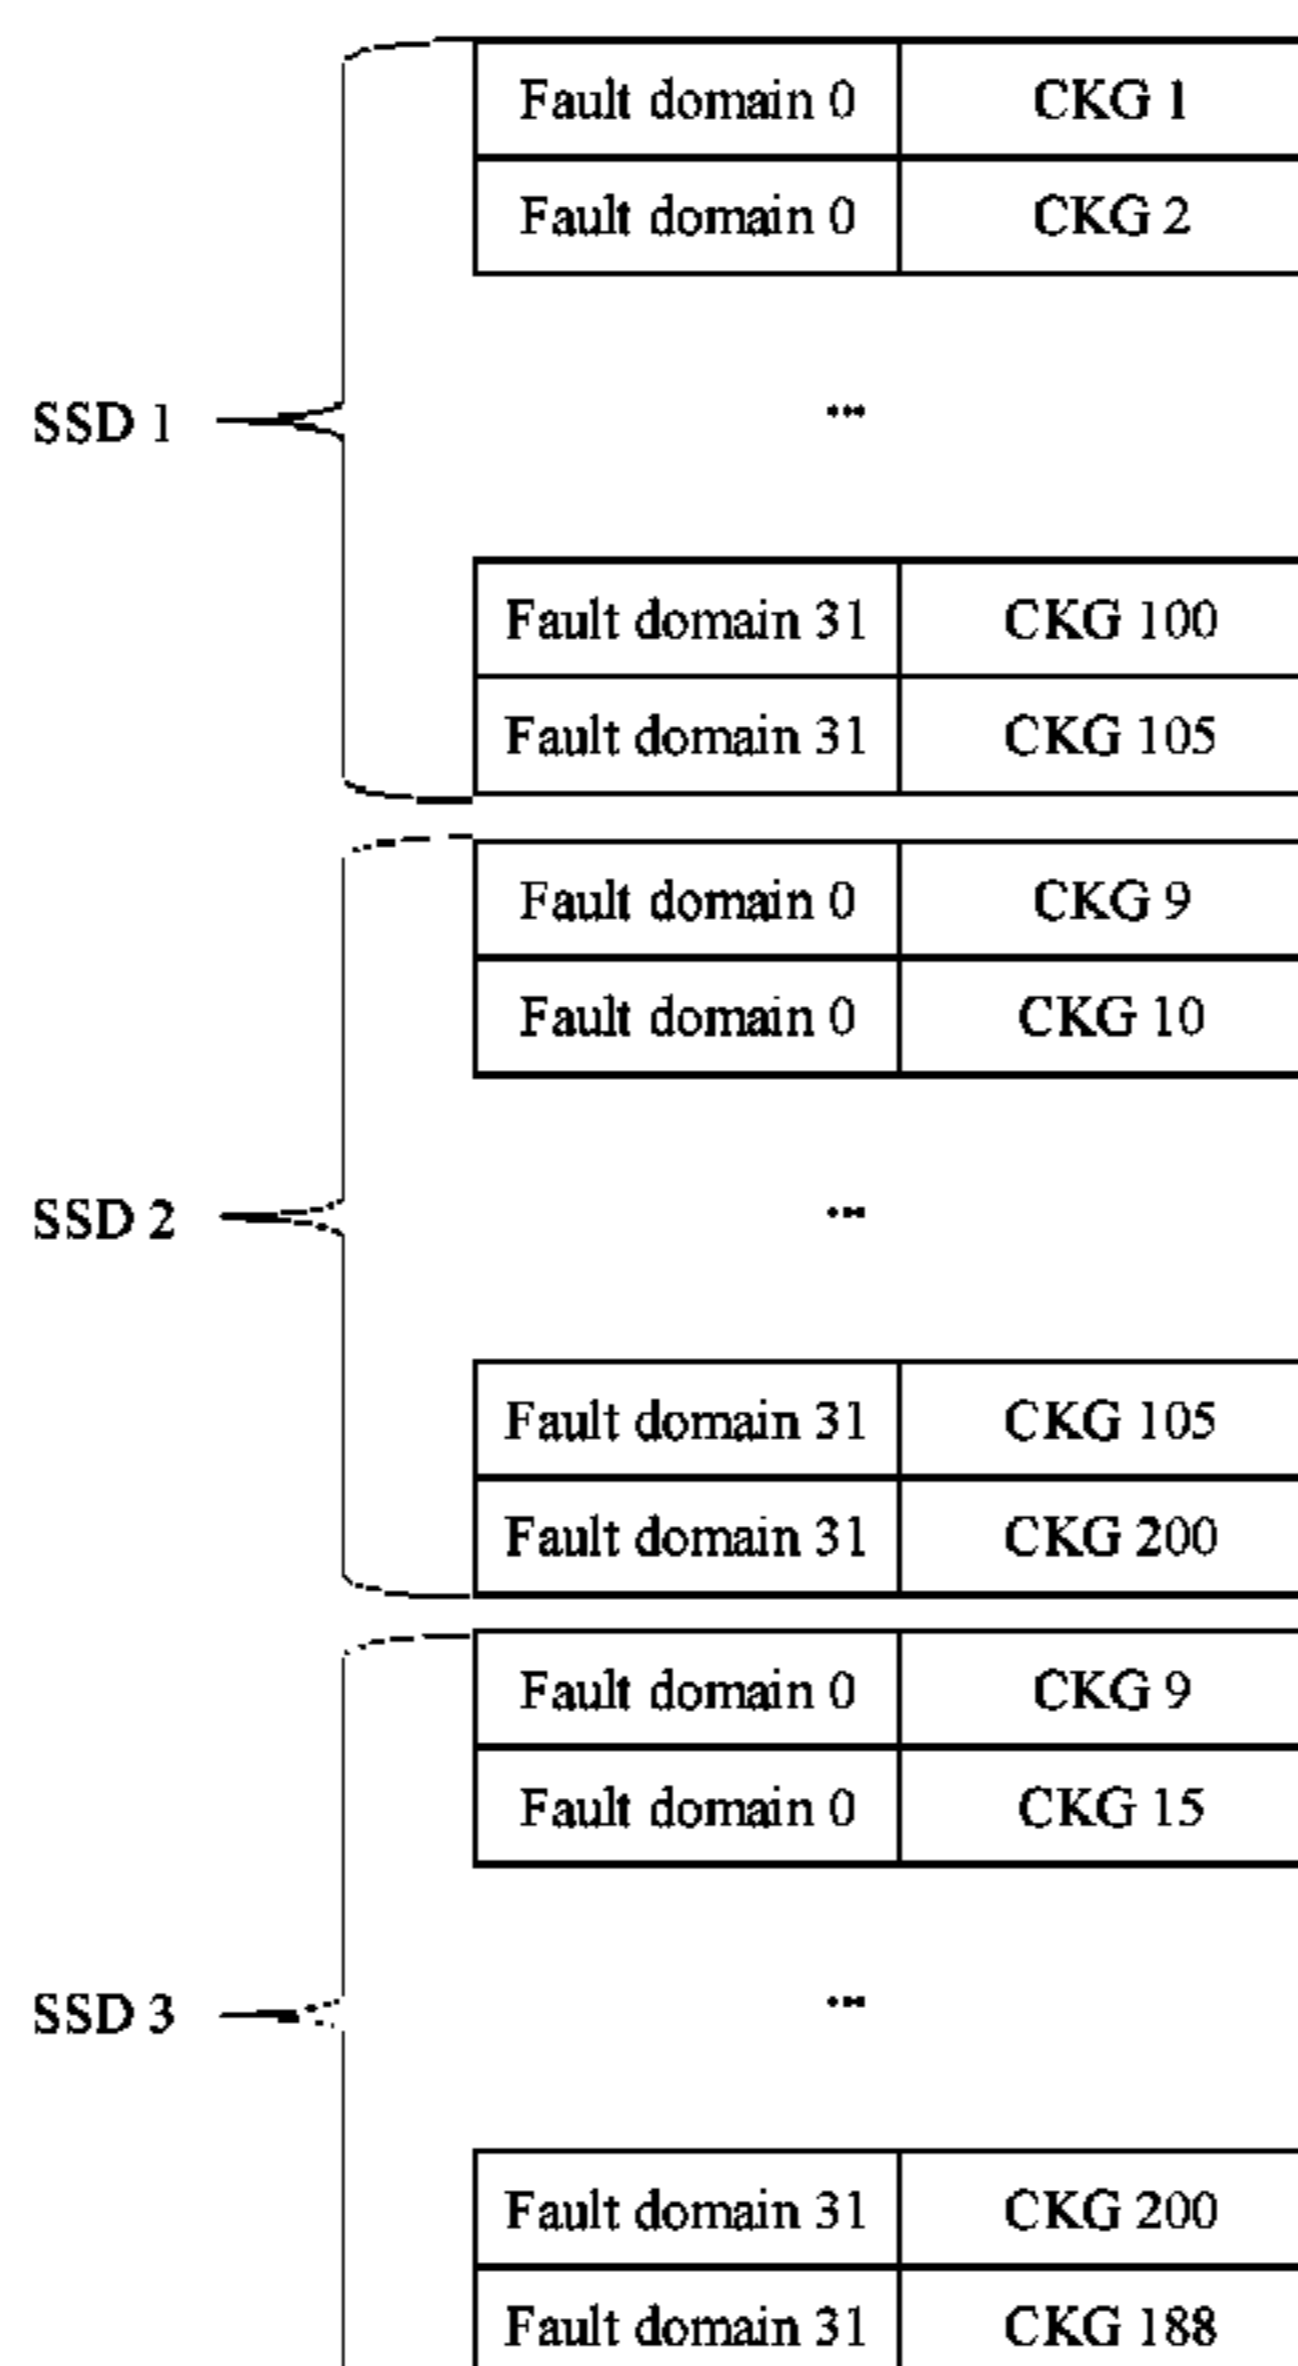 Fault domain 0 CKG 1
Fault domain 0 CKG 2
SSD 1 ...
Fault domain 31 CKG 100
Fault domain 31 CKG 105
Fault domain 0 CKG 9
Fault domain 0 CKG 10
SSD 2 ...
Fault domain 31 CKG 105
Fault domain 31 CKG 200
Fault domain 0 CKG 9
Fault domain 0 CKG 15
SSD 3 ...
Fault domain 31 CKG 200
Fault domain 31 CKG 188